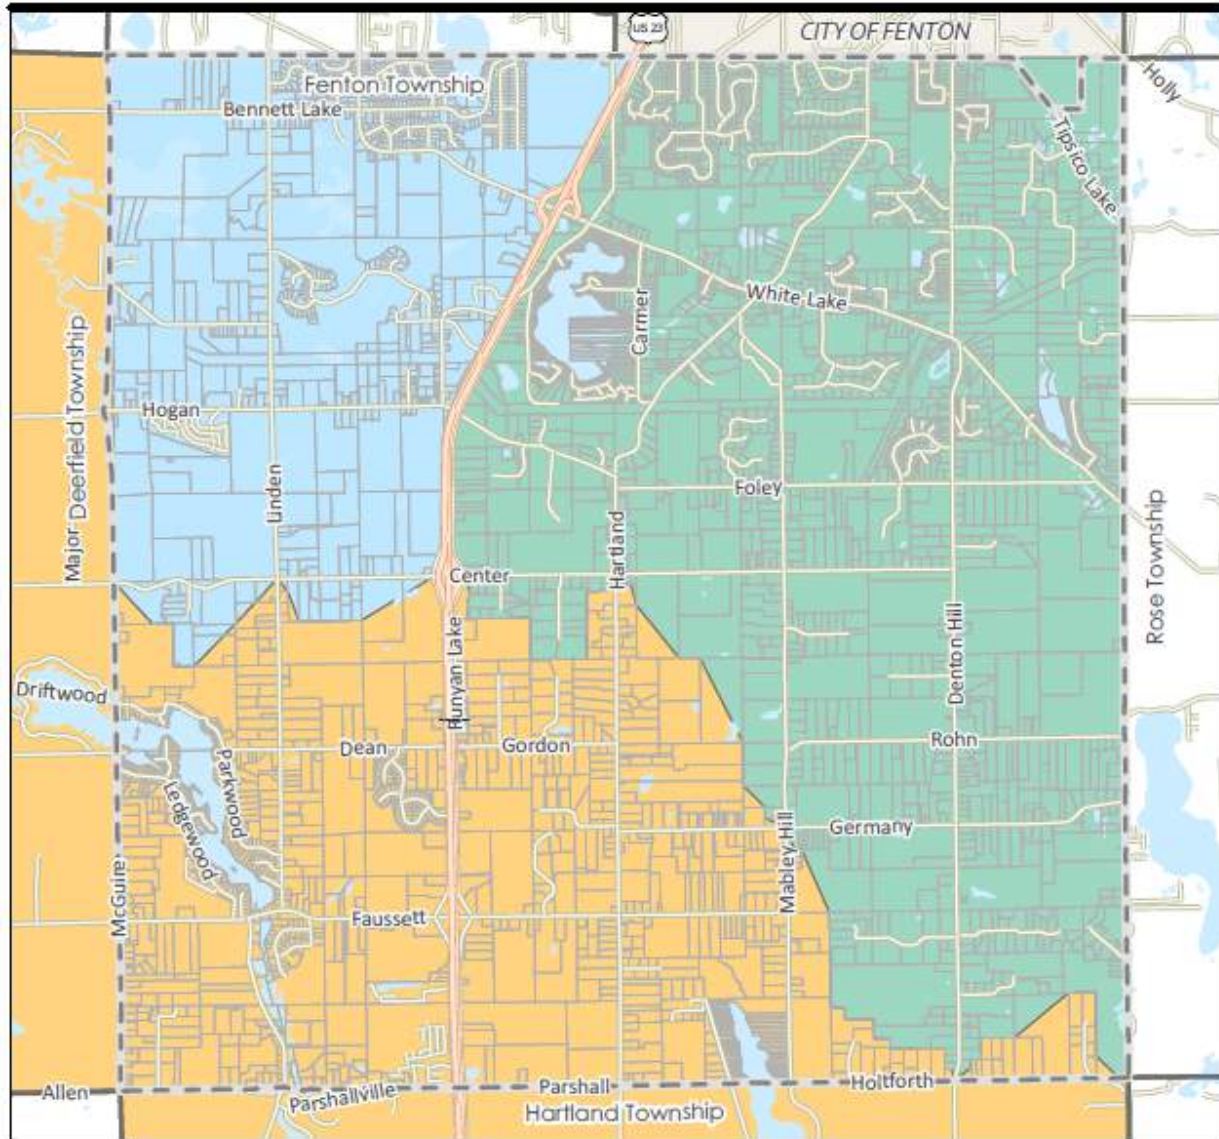 US 23
CITY OF FENTON
Fenton Township
Bennett Lake
Holly
Tipsico Lake
White Lake
Carmer
Major
Deerfield Township
Hogan
Linden
Foley
Hartland
Rose Township
Center
Runyan Lake
Denton Hill
Driftwood
Dean
Gordon
Rohn
Parkwood
Ledgewood
Germany
Mabley Hill
McGuire
Faussett
Allen
Parshallville
Parshall
Holtforth
Hartland Township